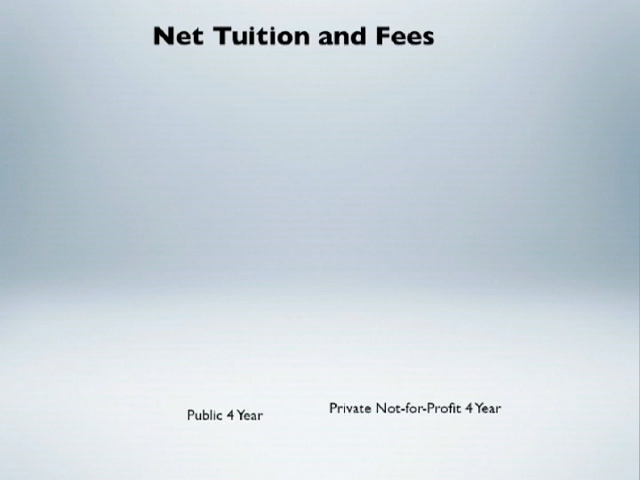 Net Tuition and Fees
Public 4 Year
Private Not-for-Profit 4 Year